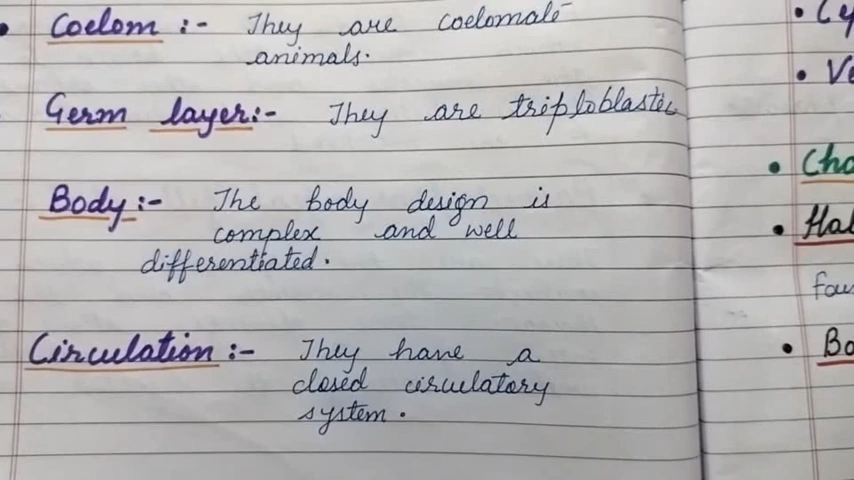 • Coelom :- They are coelomate
animals.
Germ layer:- They are triploblastic
Body :- The body design is
complex and well
differentiated.
Circulation :- They have a
closed circulatory
system.
•
•
•
•
•